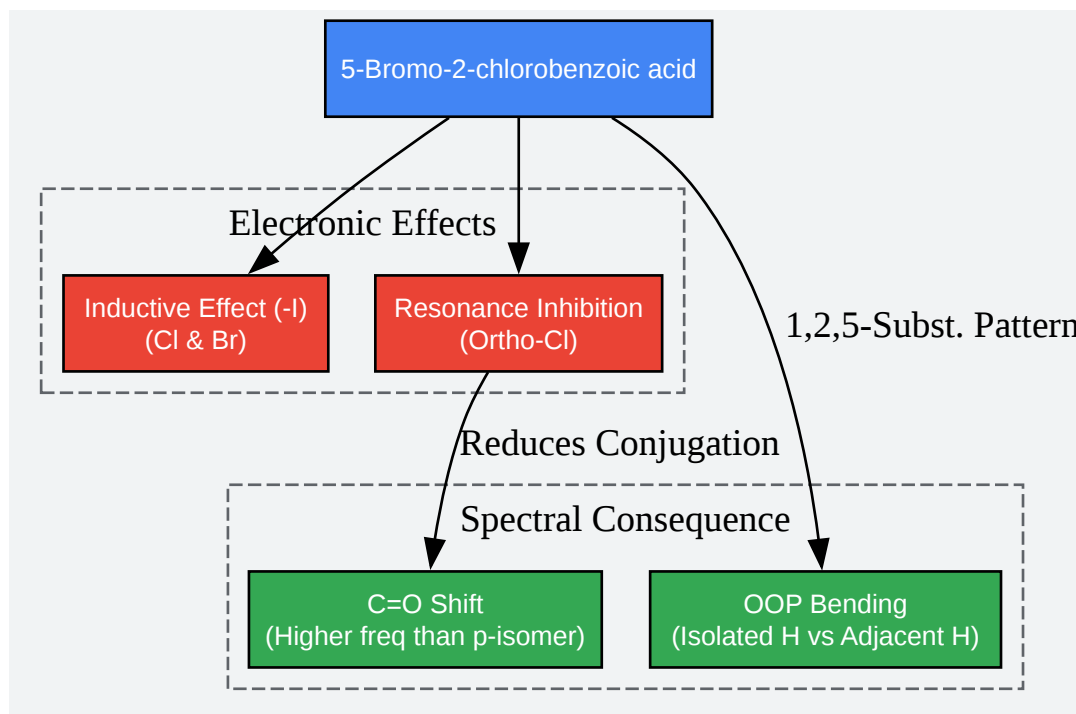 5-Bromo-2-chlorobenzoic acid
Electronic Effects
Inductive Effect (-I)
(Cl & Br)
Resonance Inhibition
(Ortho-Cl)
1,2,5-Subst. Pattern
Reduces Conjugation
Spectral Consequence
C=O Shift
(Higher freq than p-isomer)
OOP Bending
(Isolated H vs Adjacent H)